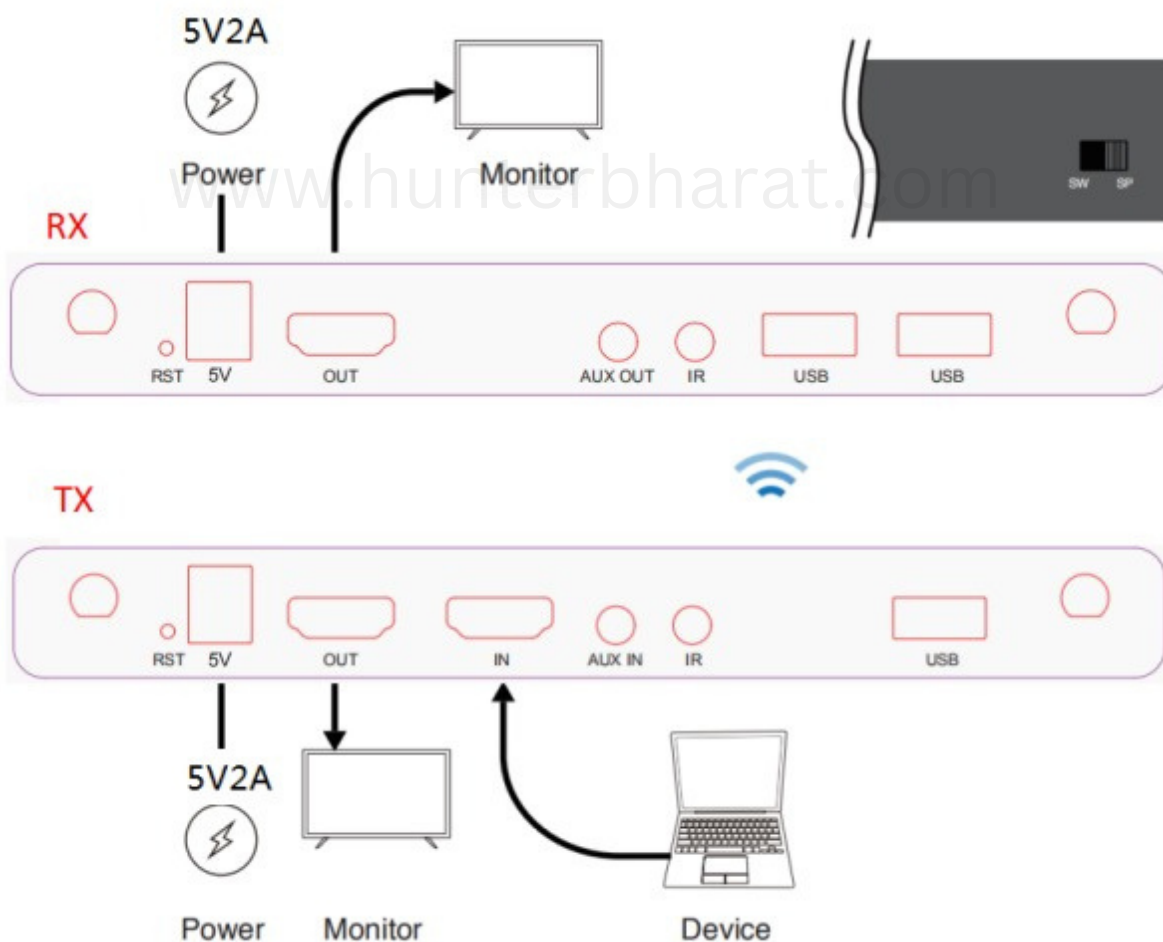 5V2A
Power
Monitor
www.hunterbharat.com
SW SP
RX
RST 5V OUT AUX OUT IR USB USB
TX
RST 5V OUT IN AUX IN IR USB
5V2A
Power Monitor Device